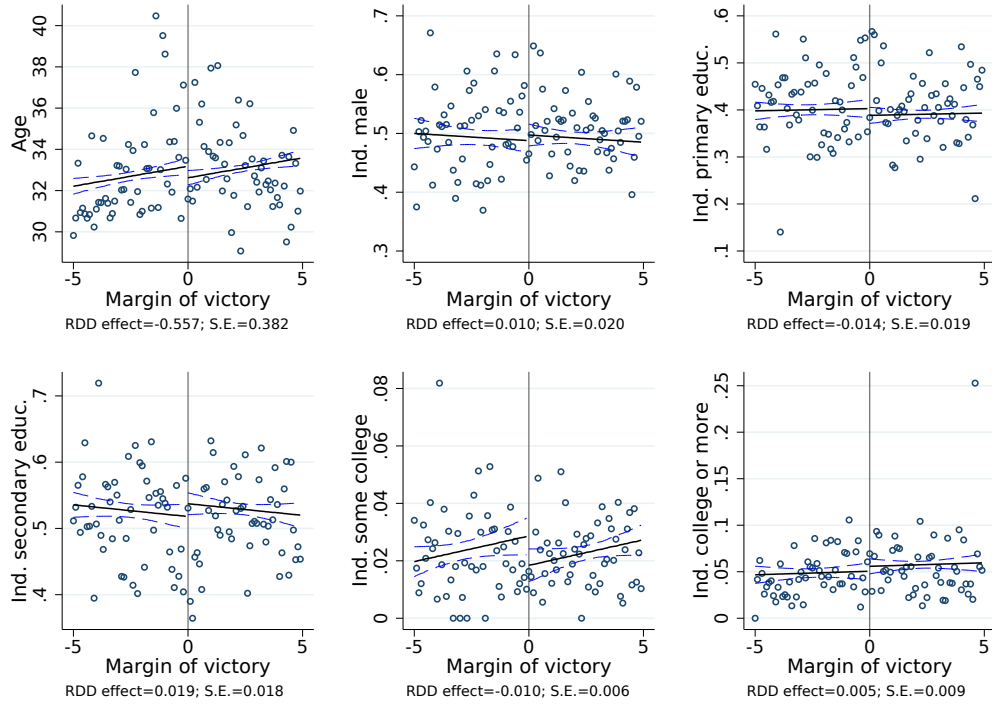 Age
40
38
36
34
32
30
-5
0
5
Margin of victory
RDD effect=-0.557; S.E.=0.382
Ind. male
.7
.6
.5
.4
.3
-5
0
5
Margin of victory
RDD effect=0.010; S.E.=0.020
Ind. primary educ.
.6
.5
.4
.3
.2
.1
-5
0
5
Margin of victory
RDD effect=-0.014; S.E.=0.019
Ind. secondary educ.
.7
.6
.5
.4
-5
0
5
Margin of victory
RDD effect=0.019; S.E.=0.018
Ind. some college
.08
.06
.04
.02
0
-5
0
5
Margin of victory
RDD effect=-0.010; S.E.=0.006
Ind. college or more
.25
.2
.15
.1
.05
0
-5
0
5
Margin of victory
RDD effect=0.005; S.E.=0.009